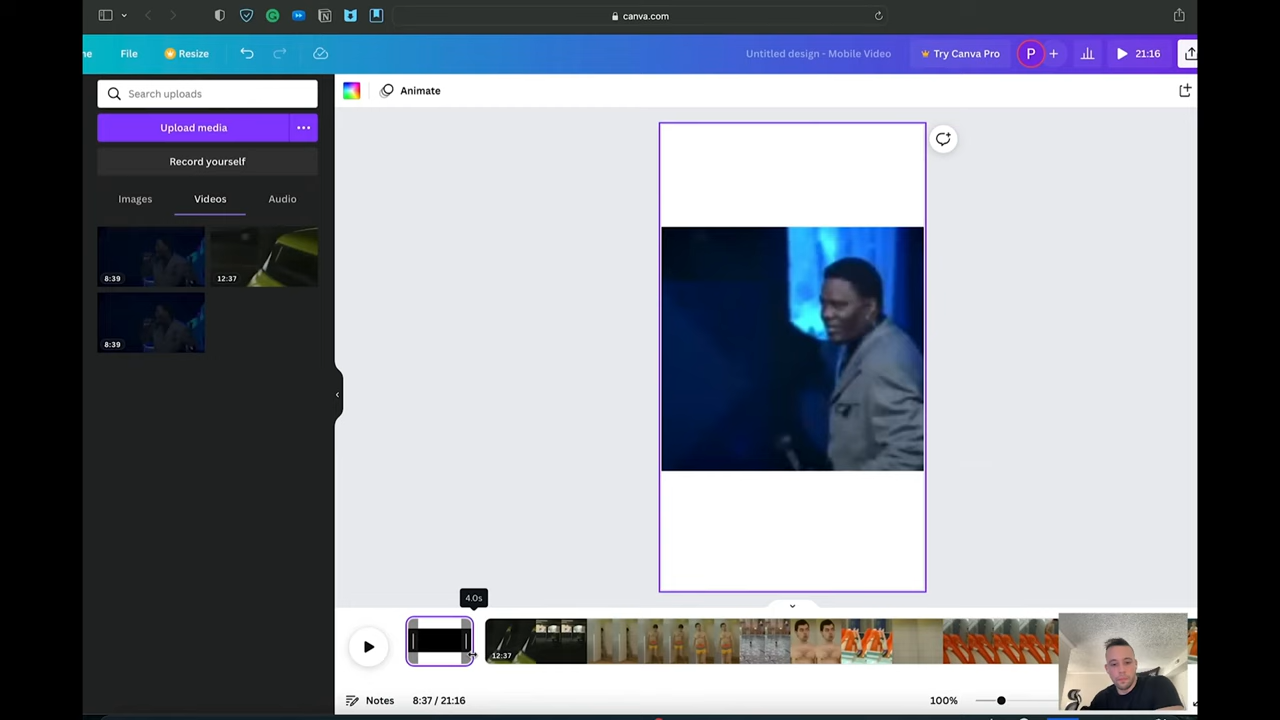 canva.com
ne File Resize Untitled design - Mobile Video Try Canva Pro P + 21:16
Search uploads
Animate
Upload media
Record yourself
Images Videos Audio
8:39 12:37
8:39
4.0s
12:37
Notes 8:37 / 21:16 100%